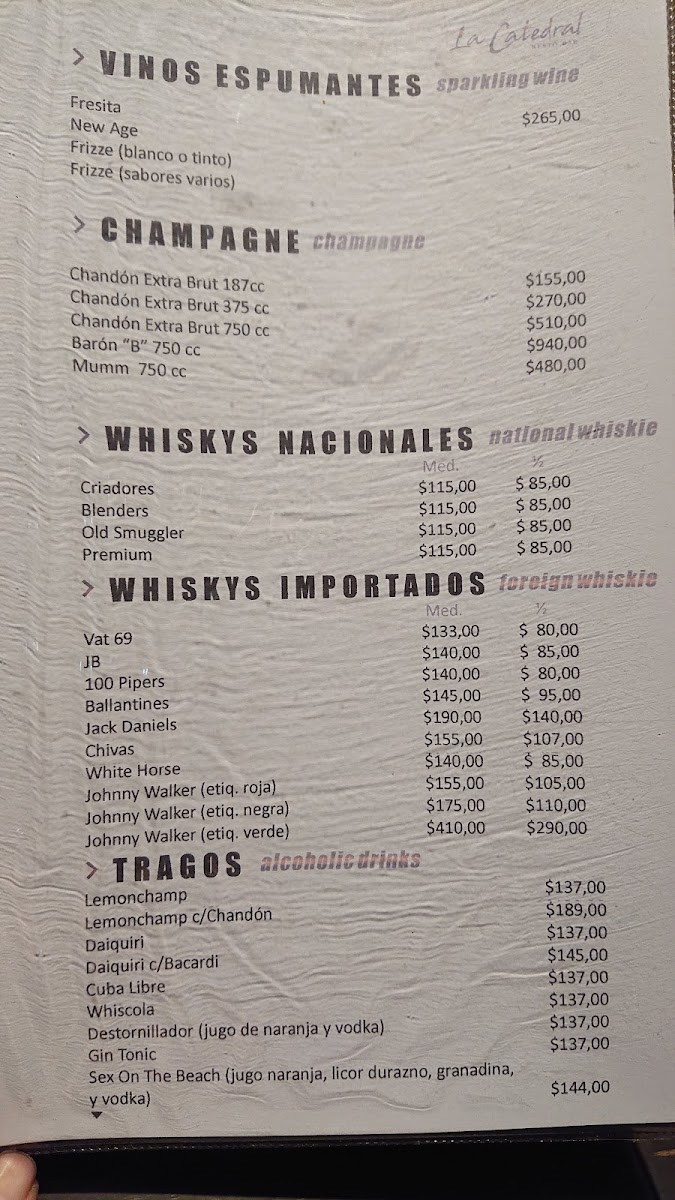 La Catedral
RESTO BAR
> VINOS ESPUMANTES sparkling wine
Fresita $265,00
New Age
Frizze (blanco o tinto)
Frizze (sabores varios)
> CHAMPAGNE champagne
Chandón Extra Brut 187cc $155,00
Chandón Extra Brut 375 cc $270,00
Chandón Extra Brut 750 cc $510,00
Barón "B" 750 cc $940,00
Mumm 750 cc $480,00
> WHISKYS NACIONALES national whiskie
Med. ½
Criadores $115,00 $ 85,00
Blenders $115,00 $ 85,00
Old Smuggler $115,00 $ 85,00
Premium $115,00 $ 85,00
> WHISKYS IMPORTADOS foreign whiskie
Med. ½
Vat 69 $133,00 $ 80,00
JB $140,00 $ 85,00
100 Pipers $140,00 $ 80,00
Ballantines $145,00 $ 95,00
Jack Daniels $190,00 $140,00
Chivas $155,00 $107,00
White Horse $140,00 $ 85,00
Johnny Walker (etiq. roja) $155,00 $105,00
Johnny Walker (etiq. negra) $175,00 $110,00
Johnny Walker (etiq. verde) $410,00 $290,00
> TRAGOS alcoholic drinks
Lemonchamp $137,00
Lemonchamp c/Chandón $189,00
Daiquiri $137,00
Daiquiri c/Bacardi $145,00
Cuba Libre $137,00
Whiscola $137,00
Destornillador (jugo de naranja y vodka) $137,00
Gin Tonic $137,00
Sex On The Beach (jugo naranja, licor durazno, granadina,
y vodka) $144,00